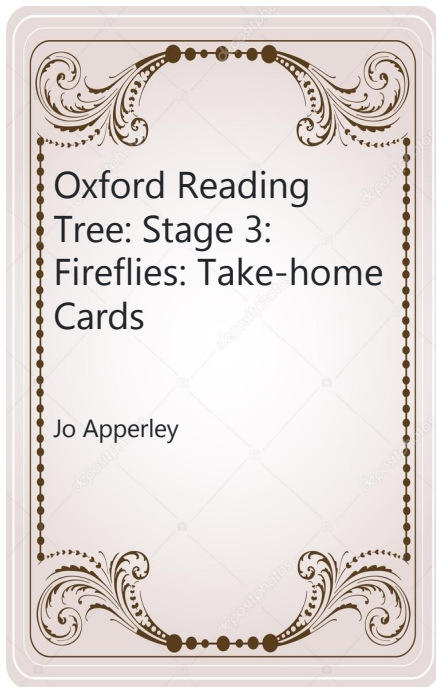 Oxford Reading
Tree: Stage 3:
Fireflies: Take-home
Cards
Jo Apperley